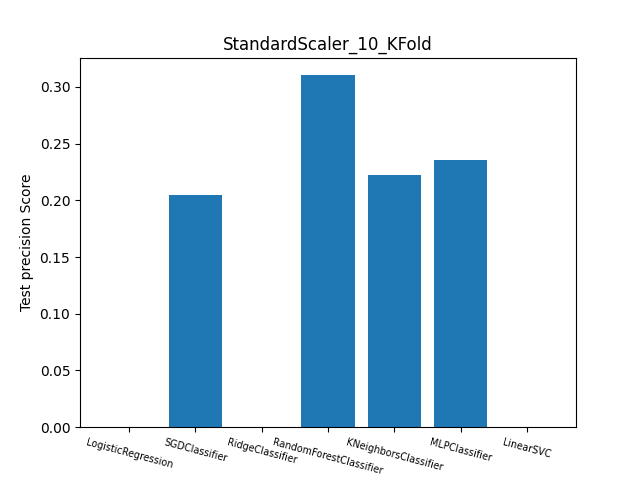 StandardScaler_10_KFold
Test precision Score
0.30
0.25
0.20
0.15
0.10
0.05
0.00
LogisticRegression
SGDClassifier
RidgeClassifier
RandomForestClassifier
KNeighborsClassifier
MLPClassifier
LinearSVC